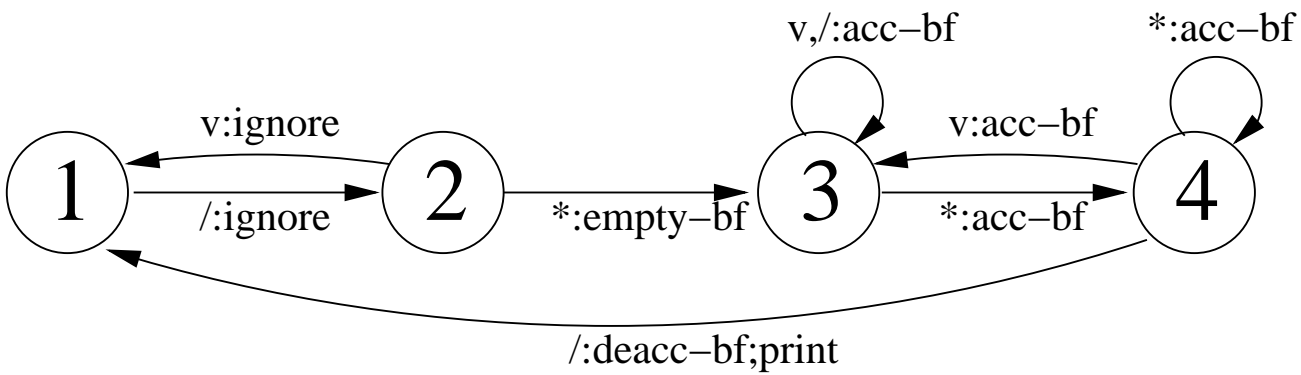 v,/:acc−bf
*:acc−bf
v:ignore
v:acc−bf
1
2
3
4
/:ignore
*:empty−bf
*:acc−bf
/:deacc−bf;print